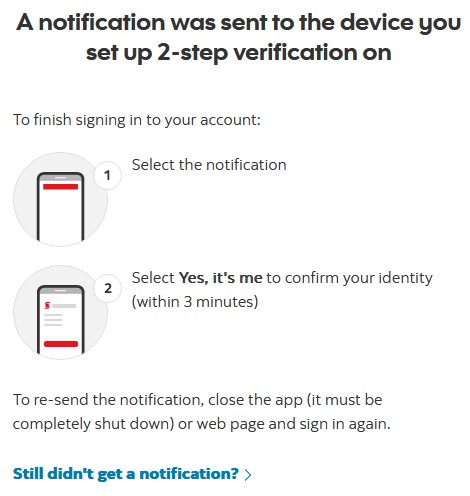 A notification was sent to the device you
set up 2-step verification on
To finish signing in to your account:
1
Select the notification
2
Select Yes, it's me to confirm your identity
(within 3 minutes)
To re-send the notification, close the app (it must be
completely shut down) or web page and sign in again.
Still didn't get a notification? >